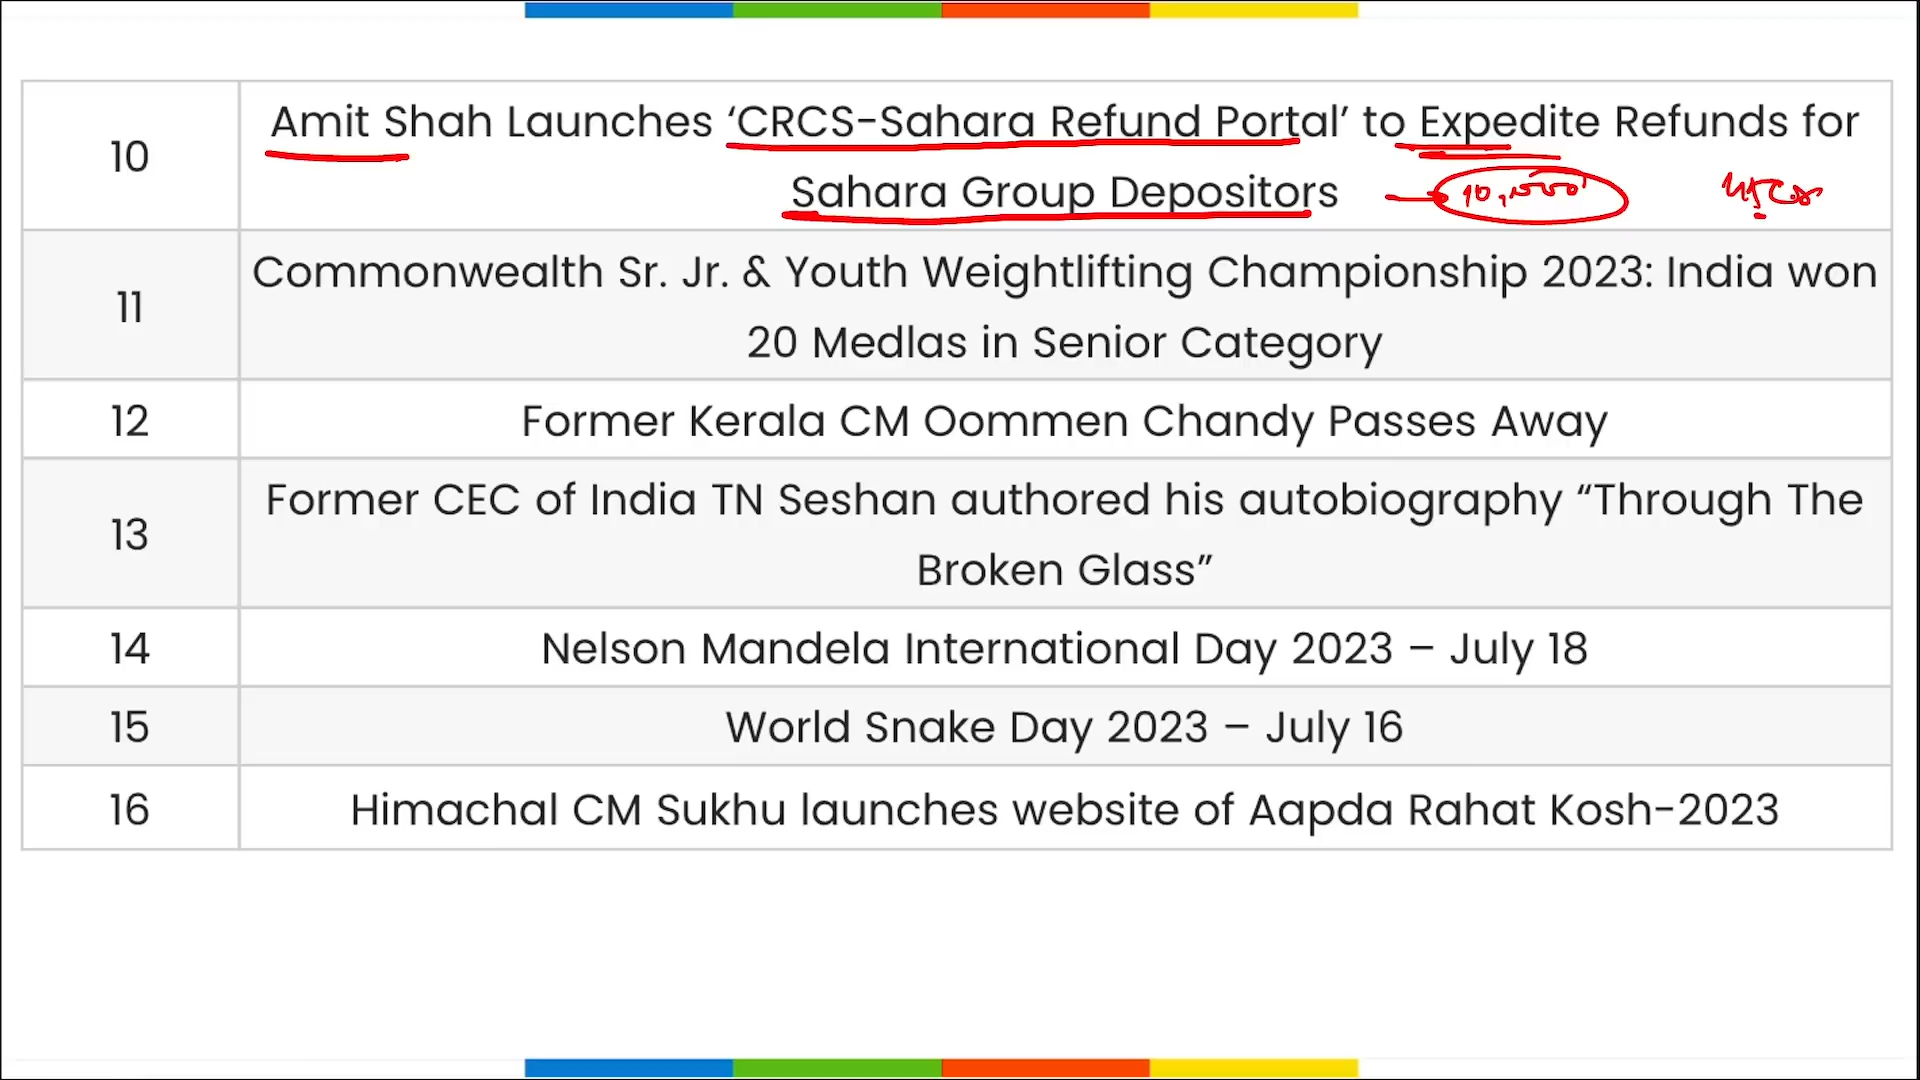 10
Amit Shah Launches ‘CRCS-Sahara Refund Portal’ to Expedite Refunds for
Sahara Group Depositors
10,000
11
Commonwealth Sr. Jr. & Youth Weightlifting Championship 2023: India won
20 Medlas in Senior Category
12
Former Kerala CM Oommen Chandy Passes Away
13
Former CEC of India TN Seshan authored his autobiography “Through The
Broken Glass”
14
Nelson Mandela International Day 2023 – July 18
15
World Snake Day 2023 – July 16
16
Himachal CM Sukhu launches website of Aapda Rahat Kosh-2023